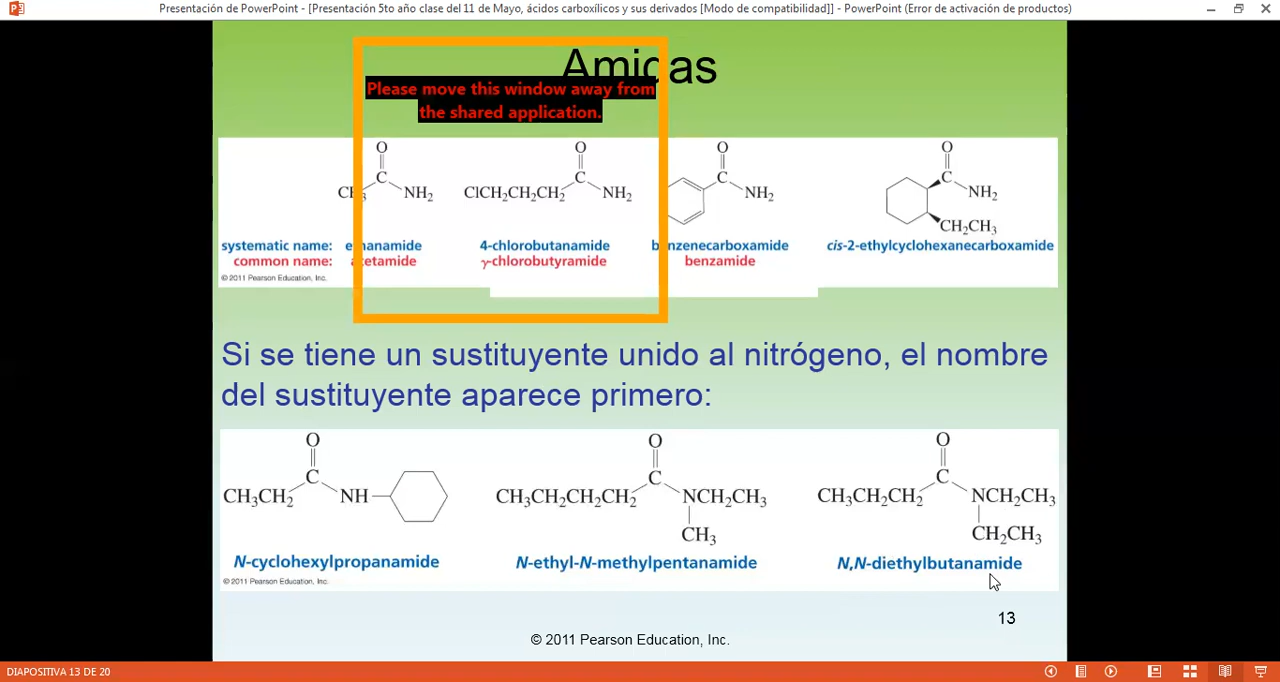 Presentación de PowerPoint - [Presentación 5to año clase del 11 de Mayo, ácidos carboxílicos y sus derivados [Modo de compatibilidad]] - PowerPoint (Error de activación de productos)
Amidas
Please move this window away from
the shared application.
O O O O
C C C C
CH3 NH2 ClCH2CH2CH2 NH2 NH2 NH2
CH2CH3
systematic name: ethanamide 4-chlorobutanamide benzenecarboxamide cis-2-ethylcyclohexanecarboxamide
common name: acetamide γ-chlorobutyramide benzamide
© 2011 Pearson Education, Inc.
Si se tiene un sustituyente unido al nitrógeno, el nombre
del sustituyente aparece primero:
O O O
C C C
CH3CH2 NH CH3CH2CH2CH2 NCH2CH3 CH3CH2CH2 NCH2CH3
CH3 CH2CH3
N-cyclohexylpropanamide N-ethyl-N-methylpentanamide N,N-diethylbutanamide
© 2011 Pearson Education, Inc.
13
© 2011 Pearson Education, Inc.
DIAPOSITIVA 13 DE 20